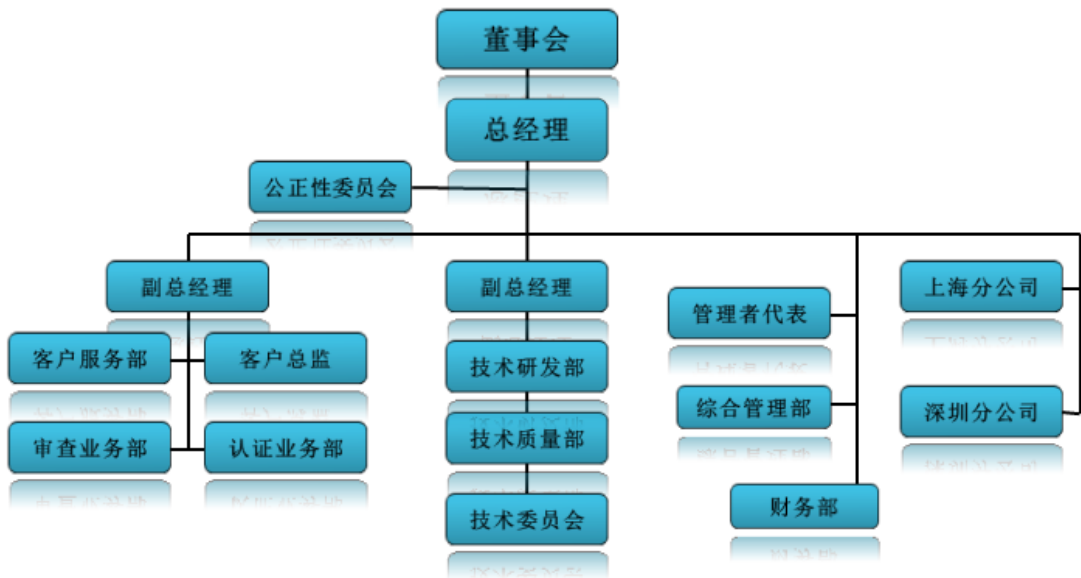 董事会
总经理
公正性委员会
副总经理
副总经理
管理者代表
上海分公司
客户服务部
客户总监
技术研发部
综合管理部
深圳分公司
审查业务部
认证业务部
技术质量部
技术委员会
财务部